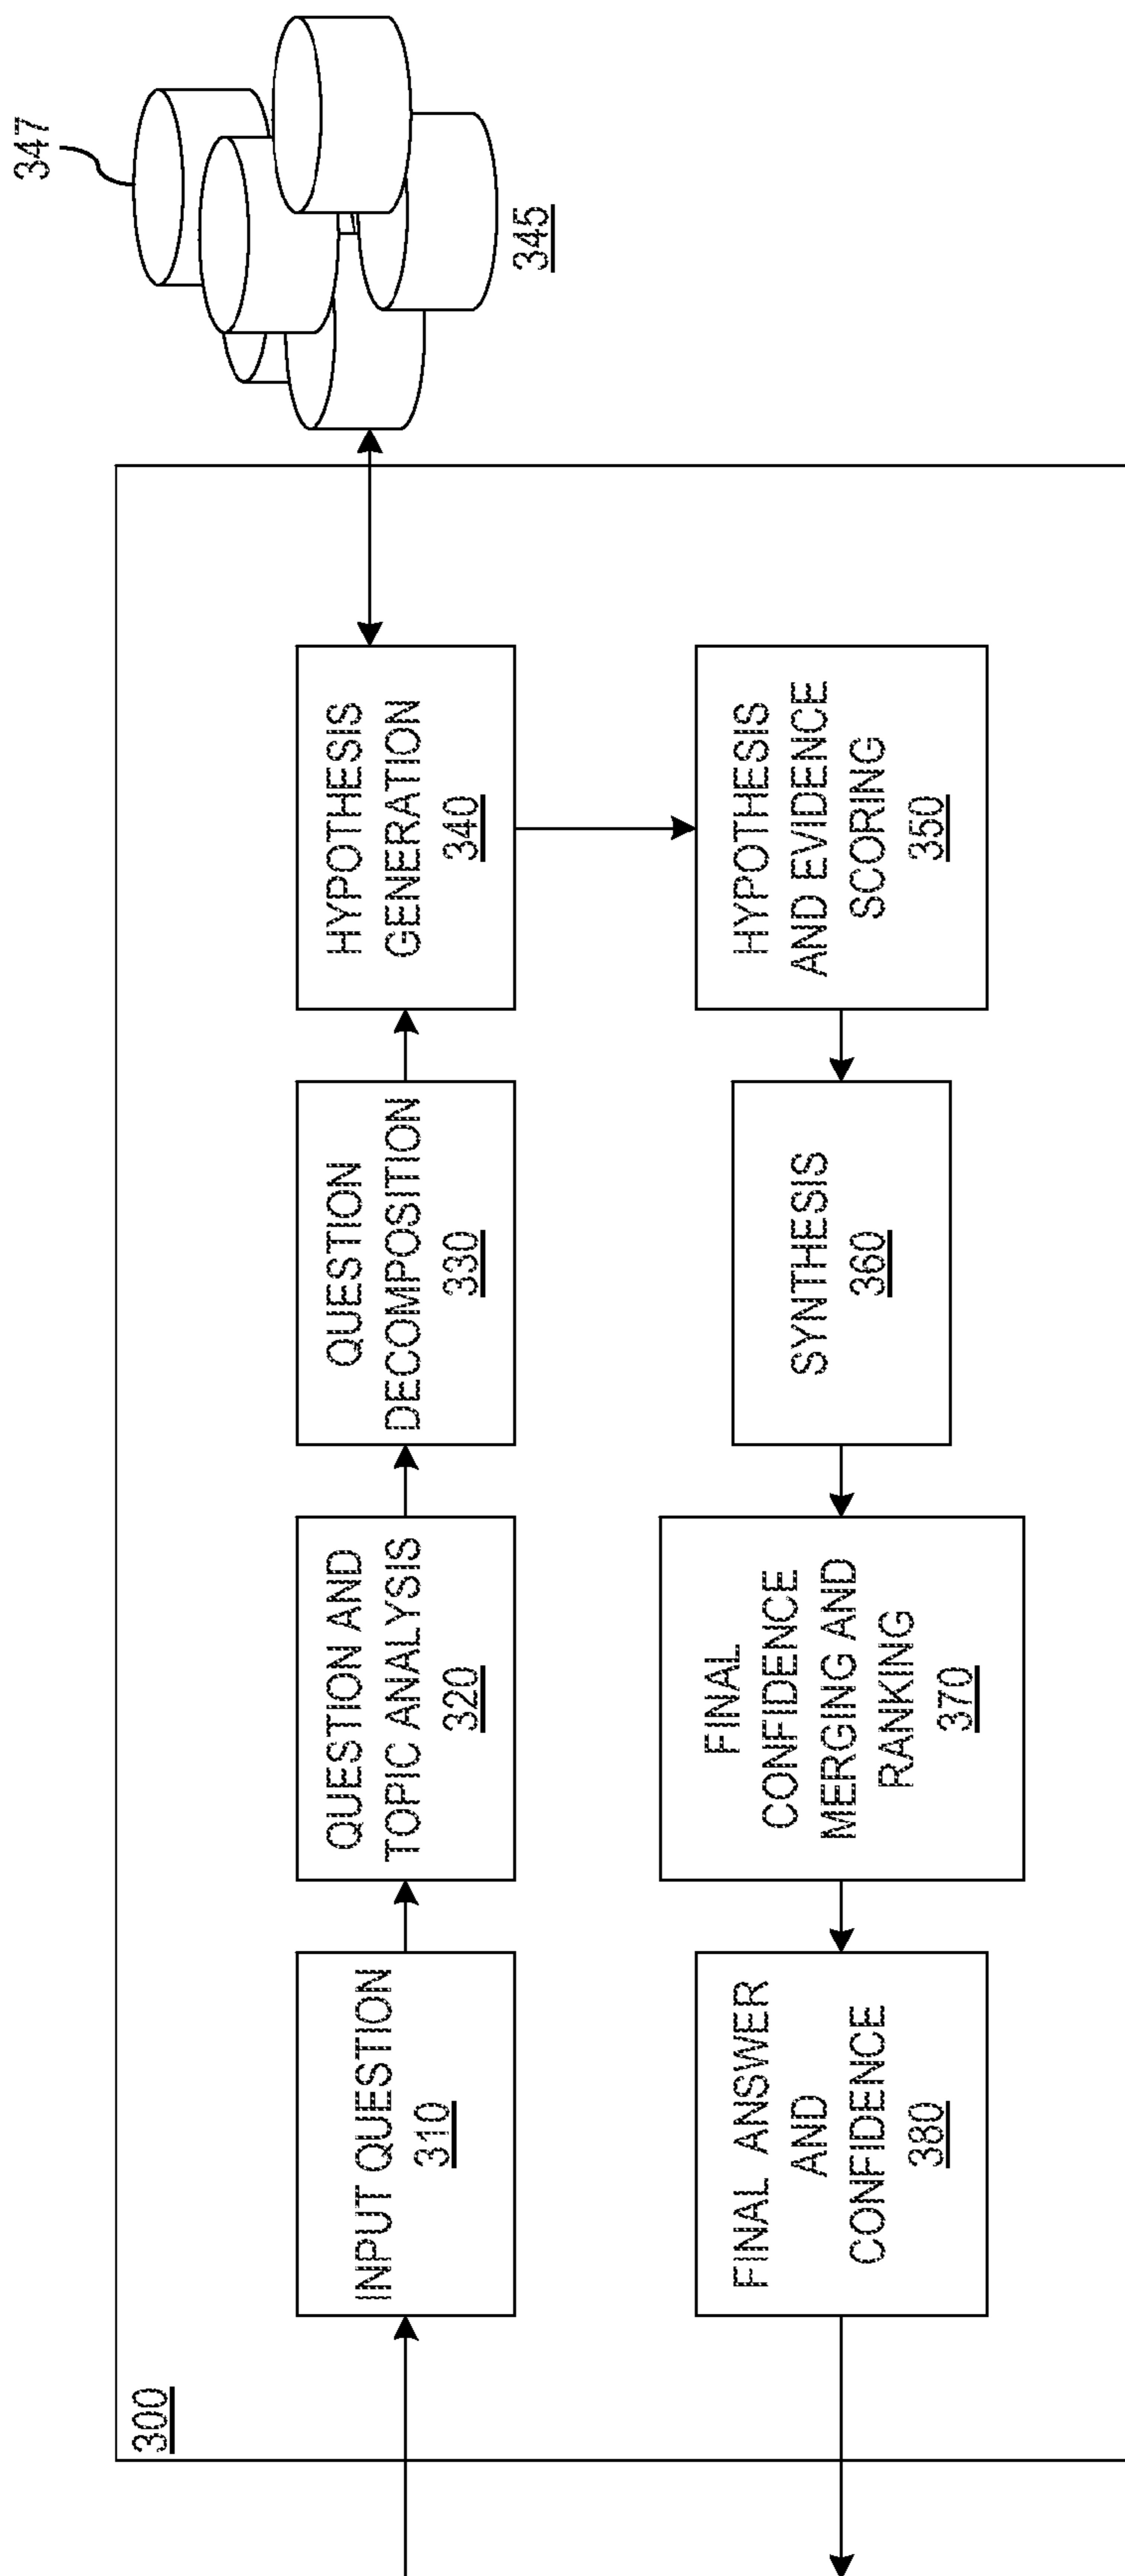 300
INPUT QUESTION
310
QUESTION AND
TOPIC ANALYSIS
320
QUESTION
DECOMPOSITION
330
HYPOTHESIS
GENERATION
340
347
345
HYPOTHESIS
AND EVIDENCE
SCORING
350
SYNTHESIS
360
FINAL
CONFIDENCE
MERGING AND
RANKING
370
FINAL ANSWER
AND
CONFIDENCE
380